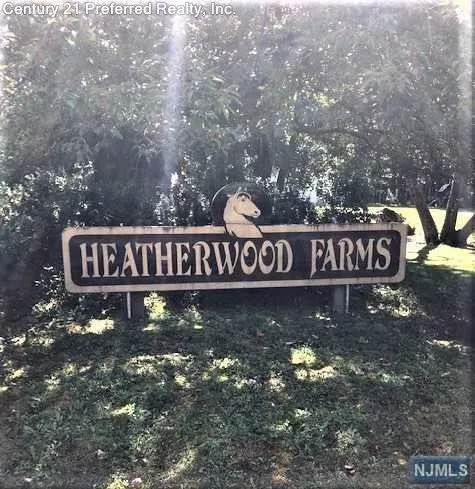 Century 21 Preferred Realty, Inc.
HEATHERWOOD FARMS
NJMLS